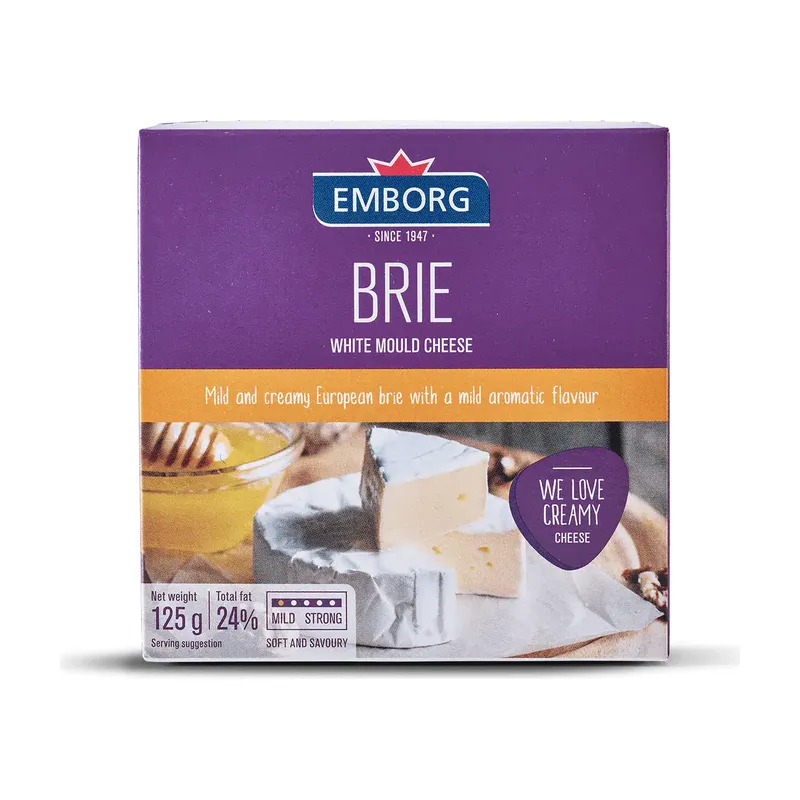 EMBORG
· SINCE 1947 ·
BRIE
WHITE MOULD CHEESE
Mild and creamy European brie with a mild aromatic flavour
WE LOVE
CREAMY
CHEESE
Net weight
125 g
Total fat
24%
MILD STRONG
Serving suggestion
SOFT AND SAVOURY